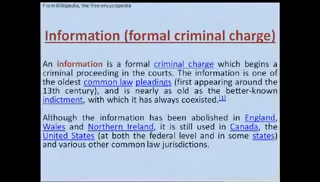 From Wikipedia, the free encyclopedia
Information (formal criminal charge)
An information is a formal criminal charge which begins a
criminal proceeding in the courts. The information is one of
the oldest common law pleadings (first appearing around the
13th century), and is nearly as old as the better-known
indictment, with which it has always coexisted.[1]
Although the information has been abolished in England,
Wales and Northern Ireland, it is still used in Canada, the
United States (at both the federal level and in some states)
and various other common law jurisdictions.